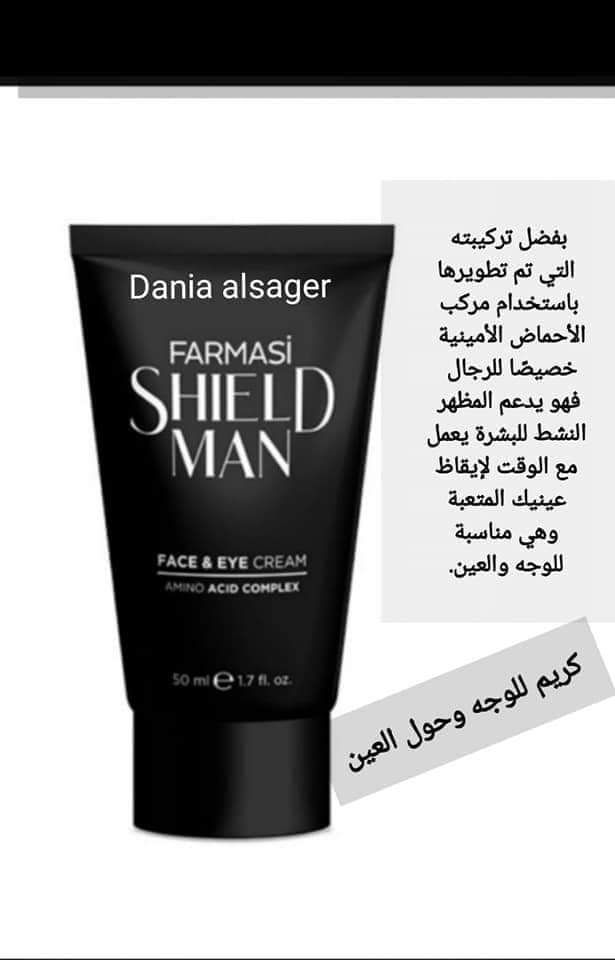 Dania alsager
FARMASi
SHIELD
MAN
FACE & EYE CREAM
AMINO ACID COMPLEX
50 ml ℮ 1.7 fl. oz.
بفضل تركيبته
التي تم تطويرها
باستخدام مركب
الأحماض الأمينية
خصيصًا للرجال
فهو يدعم المظهر
النشط للبشرة يعمل
مع الوقت لإيقاظ
عينيك المتعبة
وهي مناسبة
للوجه والعين.
كريم للوجه وحول العين